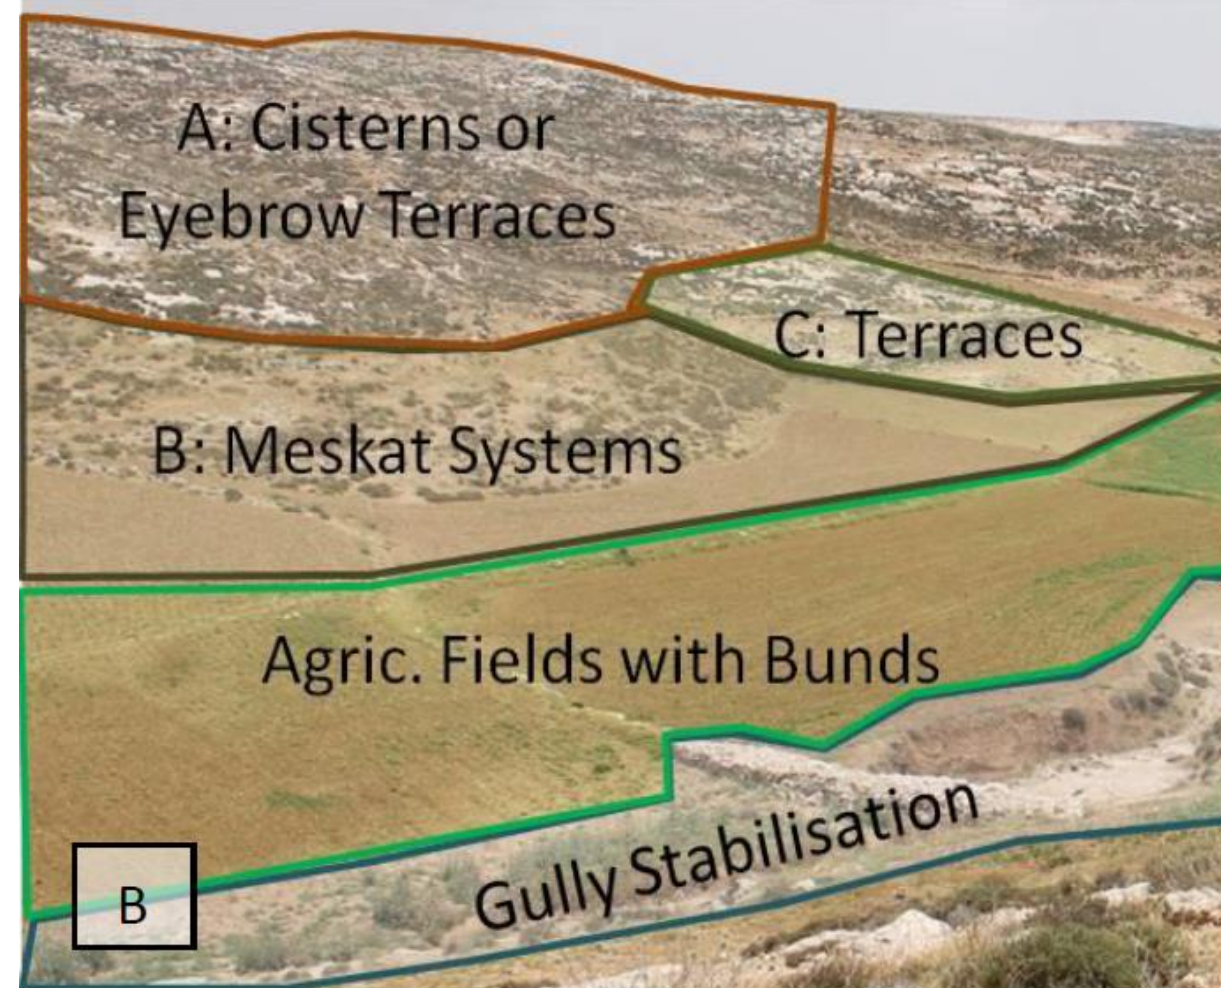 A: Cisterns or
Eyebrow Terraces
C: Terraces
B: Meskat Systems
Agric. Fields with Bunds
Gully Stabilisation
B